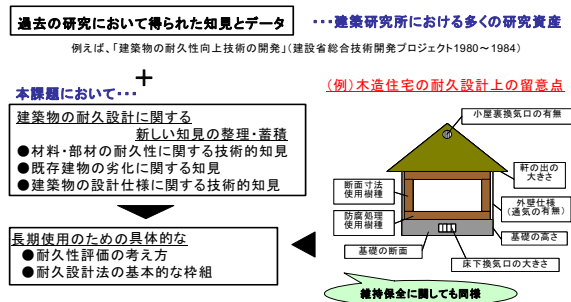 過去の研究において得られた知見とデータ
･･･建築研究所における多くの研究資産
例えば、「建築物の耐久性向上技術の開発」(建設省総合技術開発プロジェクト1980～1984)
＋
本課題において･･･
建築物の耐久設計に関する
新しい知見の整理・蓄積
●材料・部材の耐久性に関する技術的知見
●既存建物の劣化に関する知見
●建築物の設計仕様に関する技術的知見
長期使用のための具体的な
●耐久性評価の考え方
●耐久設計法の基本的な枠組
(例)木造住宅の耐久設計上の留意点
小屋裏換気口の有無
軒の出の
大きさ
断面寸法
使用樹種
外壁仕様
(通気の有無)
防腐処理
使用樹種
基礎の高さ
基礎の断面
床下換気口の大きさ
維持保全に関しても同様